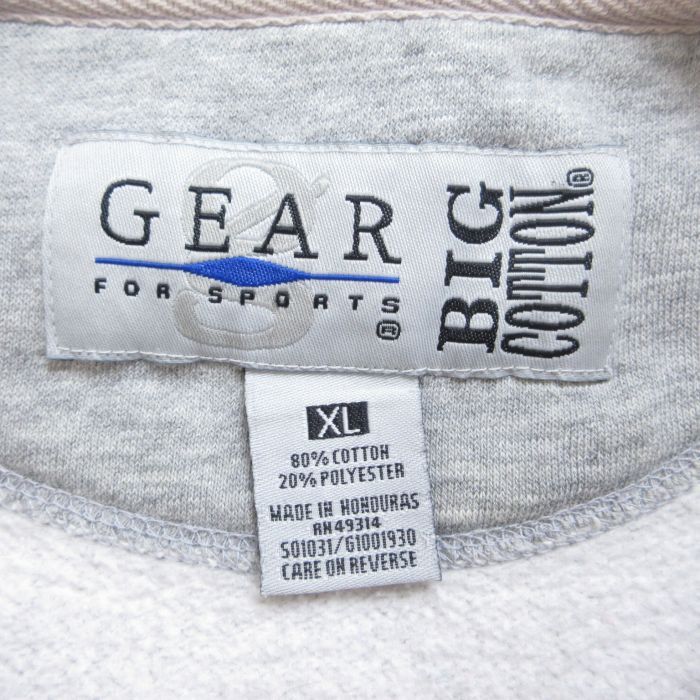 GEAR
FOR SPORTS®
BIG
COTTON®
XL
80% COTTON
20% POLYESTER
MADE IN HONDURAS
RN49314
S01031/G1001930
CARE ON REVERSE